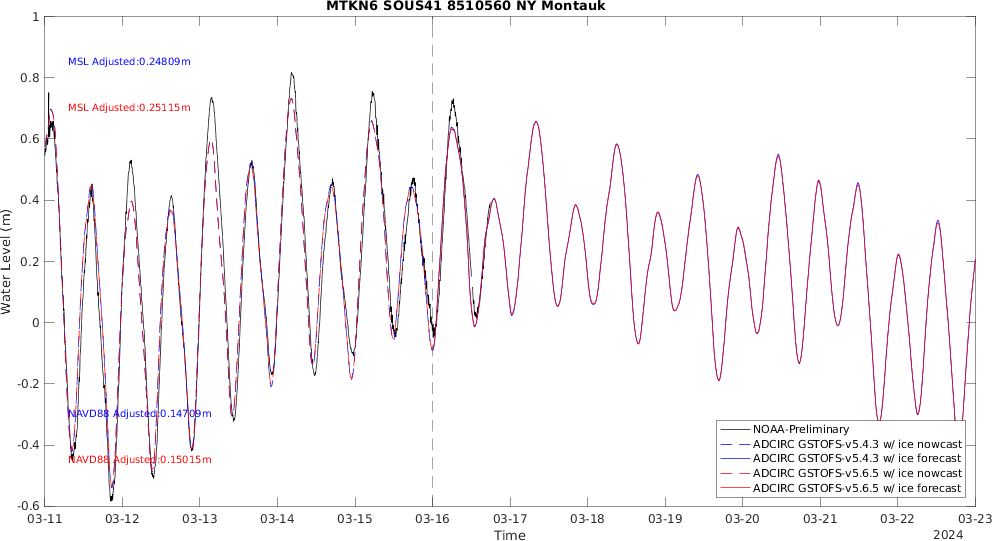 MTKN6 SOUS41 8510560 NY Montauk
1
0.8
0.6
0.4
0.2
0
-0.2
-0.4
-0.6
Water Level (m)
MSL Adjusted:0.24809m
MSL Adjusted:0.25115m
NAVD88 Adjusted:0.14709m
NAVD88 Adjusted:0.15015m
NOAA-Preliminary
ADCIRC GSTOFS-v5.4.3 w/ ice nowcast
ADCIRC GSTOFS-v5.4.3 w/ ice forecast
ADCIRC GSTOFS-v5.6.5 w/ ice nowcast
ADCIRC GSTOFS-v5.6.5 w/ ice forecast
03-11 03-12 03-13 03-14 03-15 03-16 03-17 03-18 03-19 03-20 03-21 03-22 03-23
Time
2024